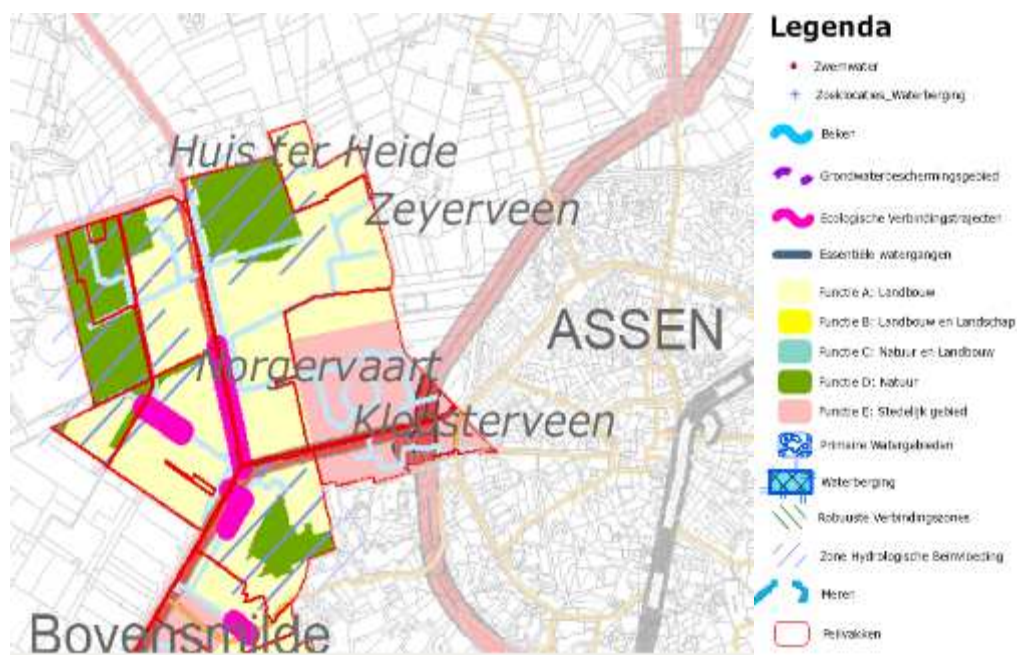 Legenda
Zwemwater
Zoeklocaties_Waterberging
Beken
Grondwaterbeschermingsgebied
Ecologische Verbindingstrajecten
Essentiële watergangen
Functie A: Landbouw
Functie B: Landbouw en Landschap
Functie C: Natuur en Landbouw
Functie D: Natuur
Functie E: Stedelijk gebied
Primaire Watergebieden
Waterberging
Robuuste Verbindingszones
Zone Hydrologische Beinvloeding
Meren
Peilvakken
Huis ter Heide
Zeyerveen
ASSEN
Norgervaart
Kloosterveen
Bovensmilde